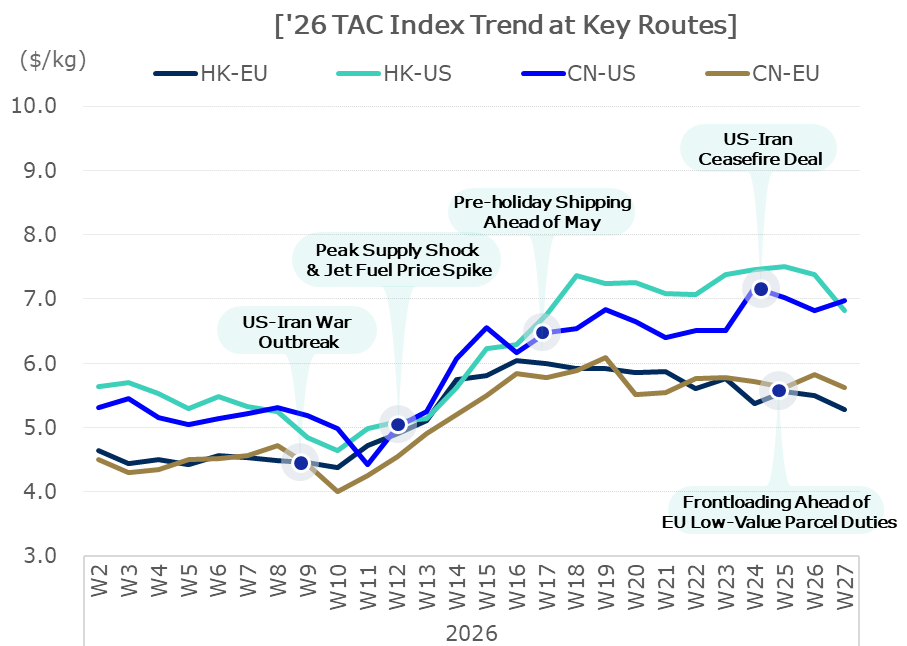 ['26 TAC Index Trend at Key Routes]
($/kg)
HK-EU HK-US CN-US CN-EU
10.0
9.0
8.0
7.0
6.0
5.0
4.0
3.0
US-Iran War
Outbreak
Peak Supply Shock
& Jet Fuel Price Spike
Pre-holiday Shipping
Ahead of May
US-Iran
Ceasefire Deal
Frontloading Ahead of
EU Low-Value Parcel Duties
W2 W3 W4 W5 W6 W7 W8 W9 W10 W11 W12 W13 W14 W15 W16 W17 W18 W19 W20 W21 W22 W23 W24 W25 W26 W27
2026